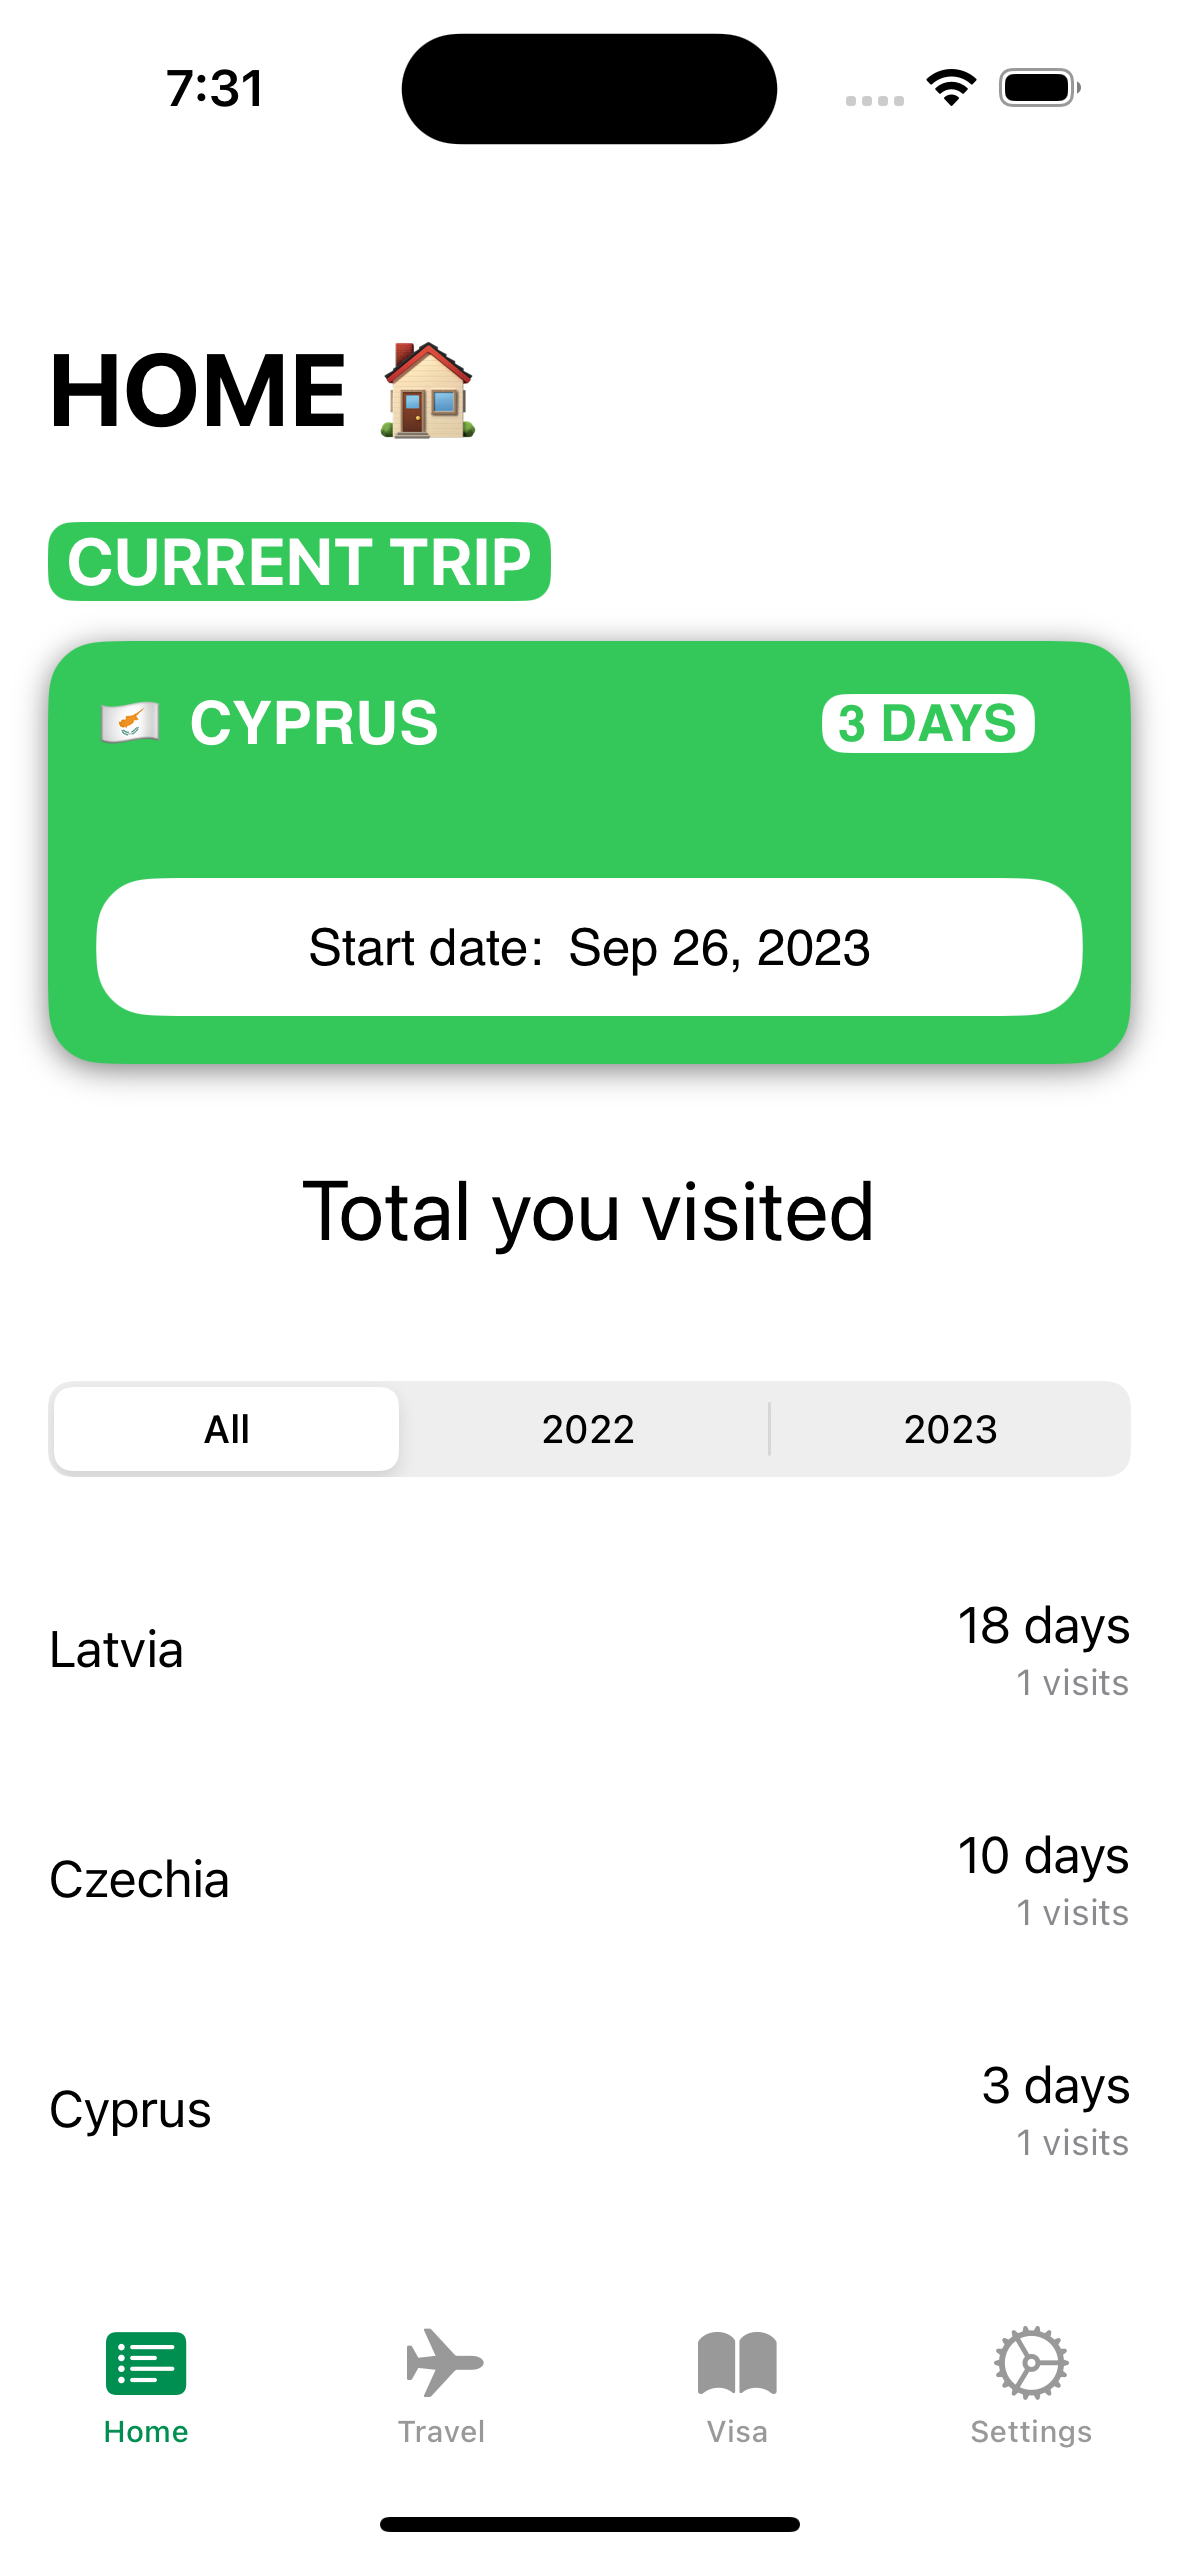 7:31
HOME
CURRENT TRIP
CYPRUS 3 DAYS
Start date: Sep 26, 2023
Total you visited
All 2022 2023
Latvia 18 days
1 visits
Czechia 10 days
1 visits
Cyprus 3 days
1 visits
Home Travel Visa Settings